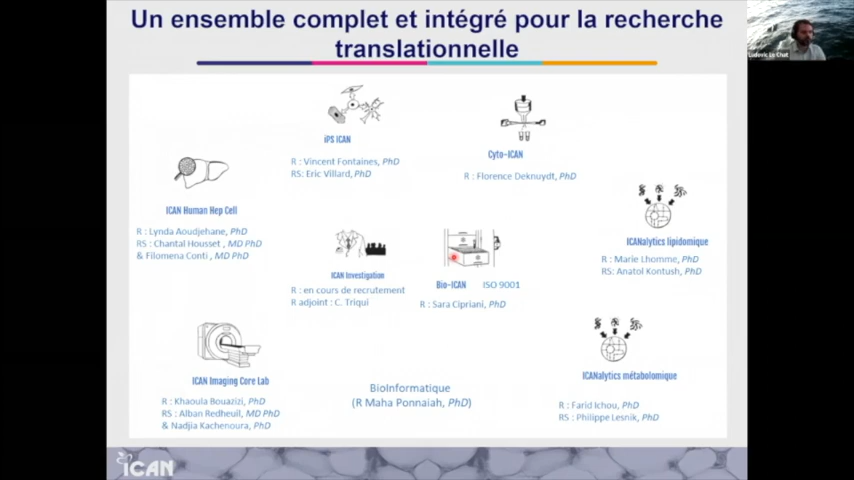 Un ensemble complet et intégré pour la recherche
translationnelle
Ludovic Le Chat
iPS ICAN
R : Vincent Fontaines, PhD
RS: Eric Villard, PhD
Cyto-ICAN
R : Florence Deknuydt, PhD
ICAN Human Hep Cell
R : Lynda Aoudjehane, PhD
RS : Chantal Housset , MD PhD
& Filomena Conti , MD PhD
ICAN Investigation
R : en cours de recrutement
R adjoint : C. Triqui
Bio-ICAN ISO 9001
R : Sara Cipriani, PhD
ICANalytics lipidomique
R : Marie Lhomme, PhD
RS: Anatol Kontush, PhD
ICAN Imaging Core Lab
R : Khaoula Bouazizi, PhD
RS : Alban Redheuil, MD PhD
& Nadjia Kachenoura, PhD
BioInformatique
(R Maha Ponnaiah, PhD)
ICANalytics métabolomique
R : Farid Ichou, PhD
RS : Philippe Lesnik, PhD
iCAN